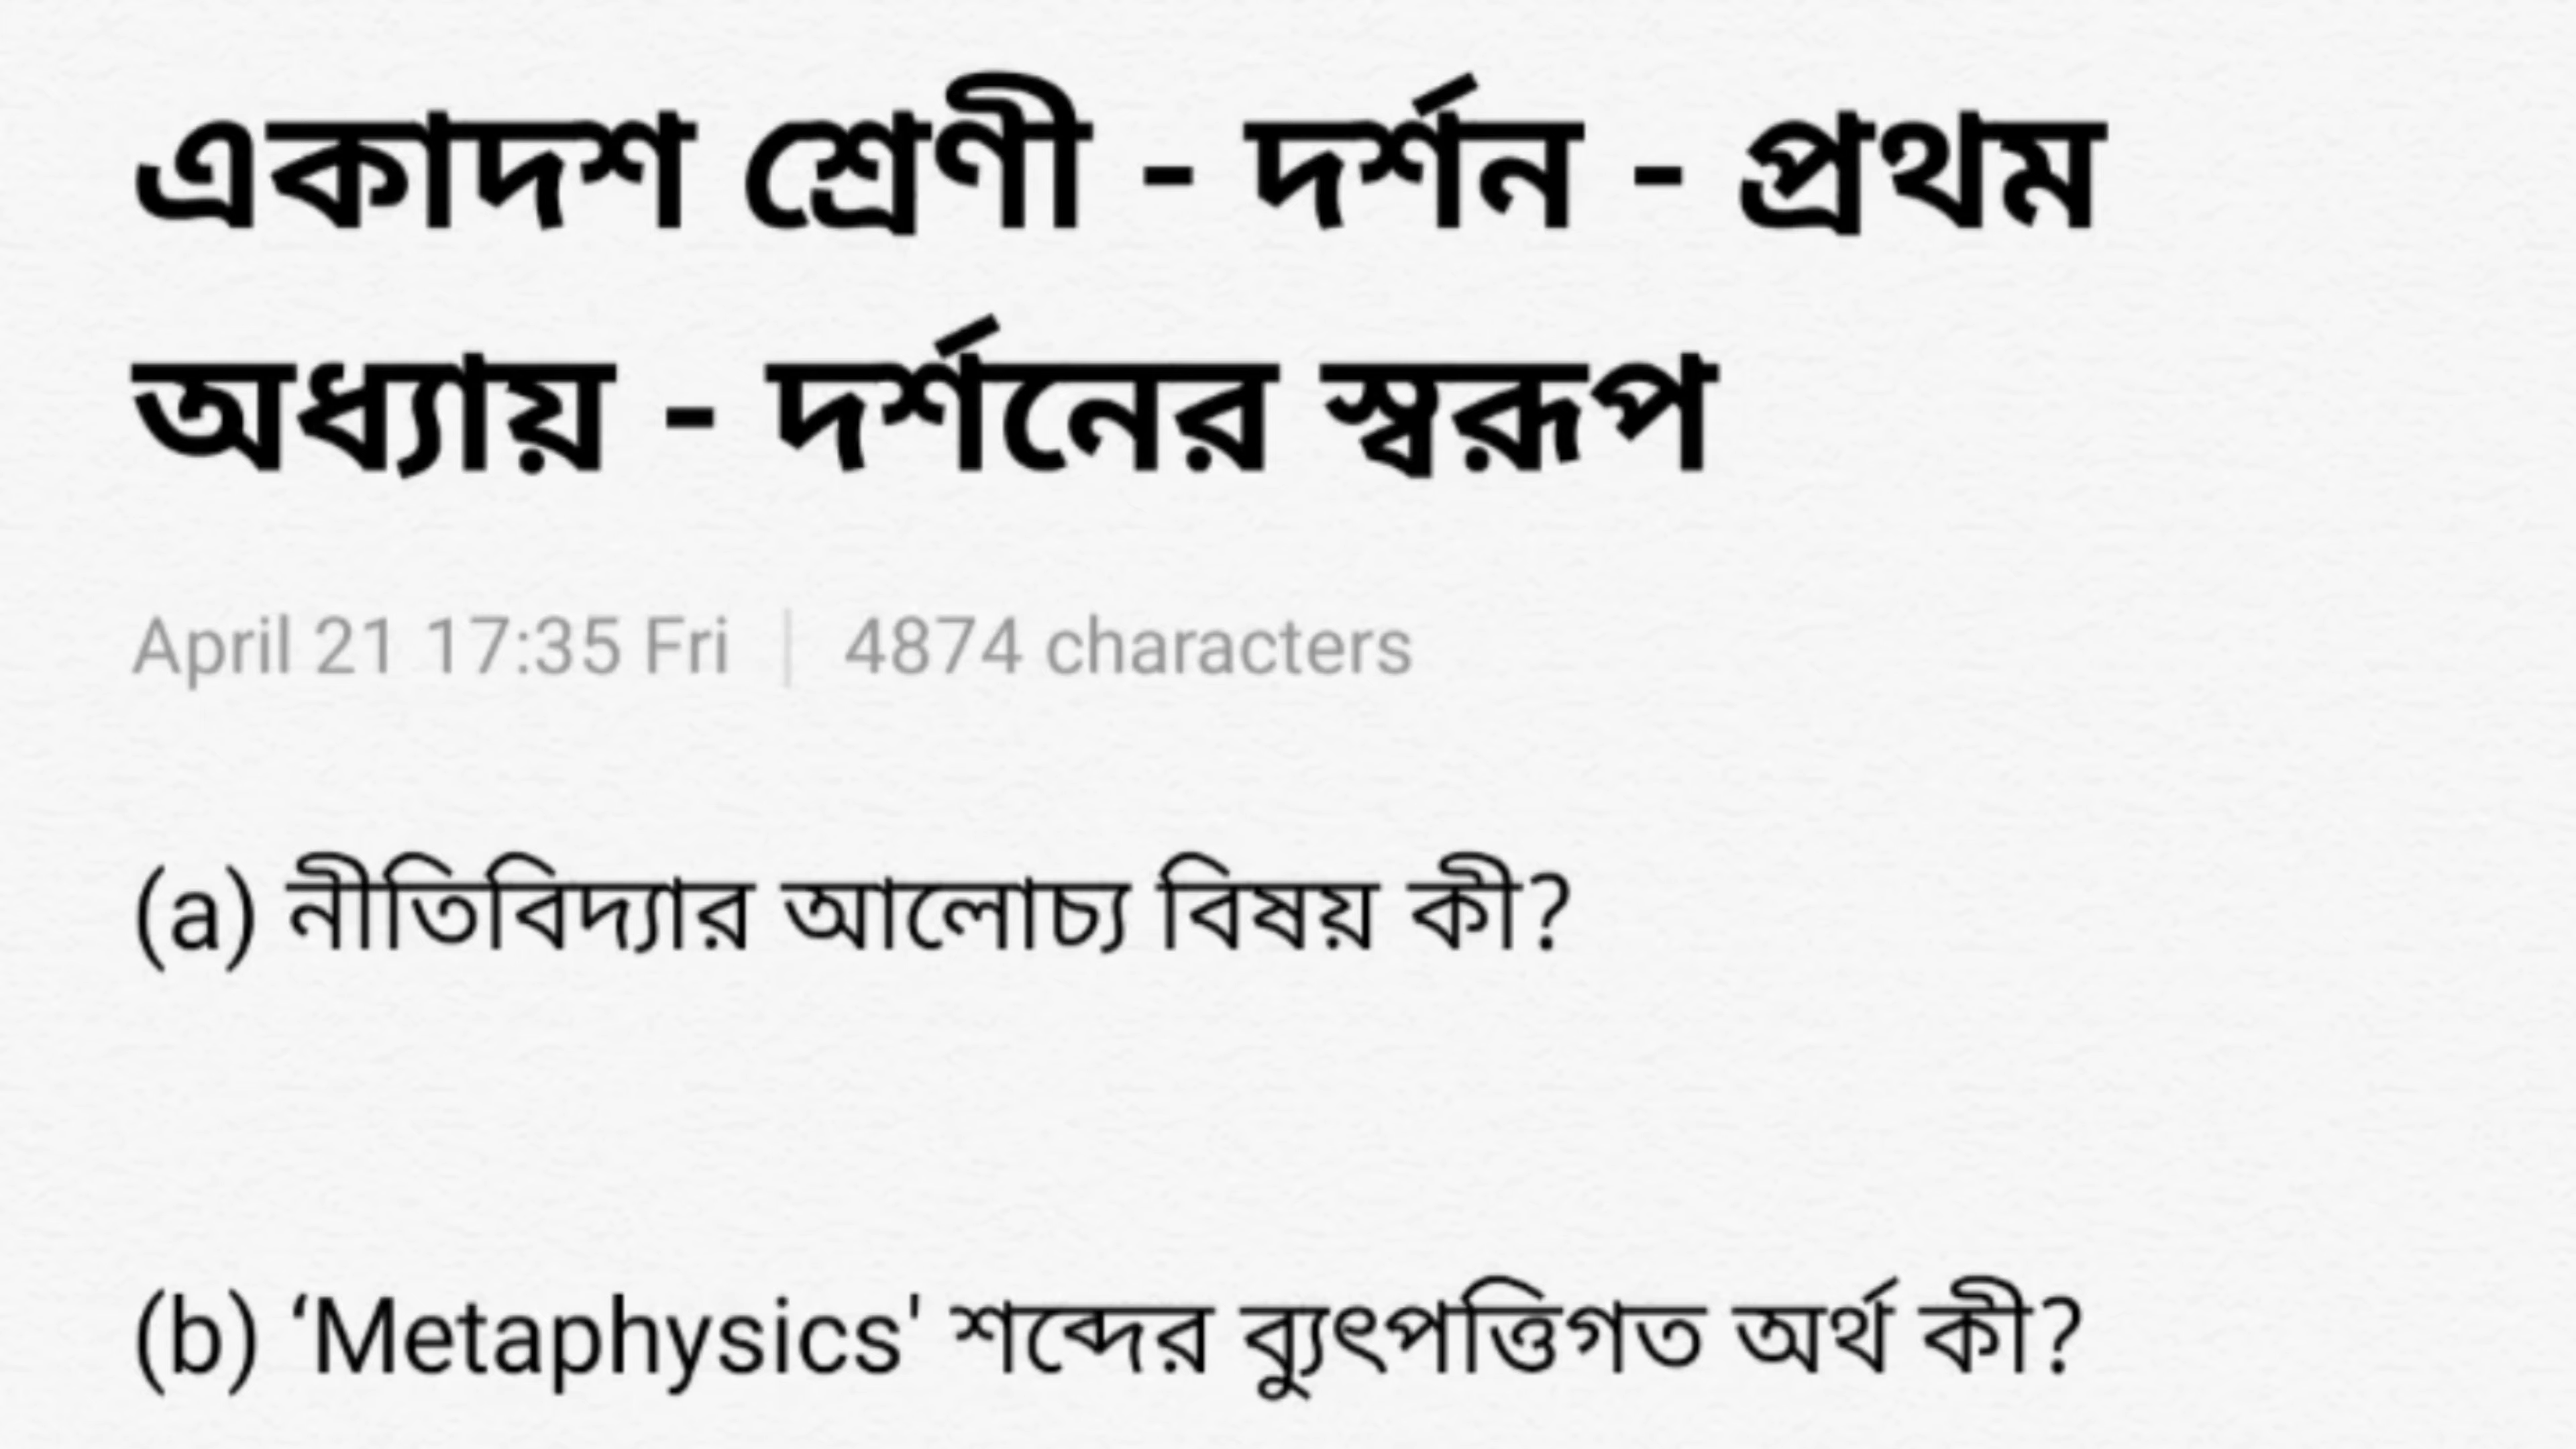 একাদশ শ্রেণী - দর্শন - প্রথম
অধ্যায় - দর্শনের স্বরূপ
April 21 17:35 Fri | 4874 characters
(a) নীতিবিদ্যার আলোচ্য বিষয় কী?
(b) ‘Metaphysics' শব্দের ব্যুৎপত্তিগত অর্থ কী?